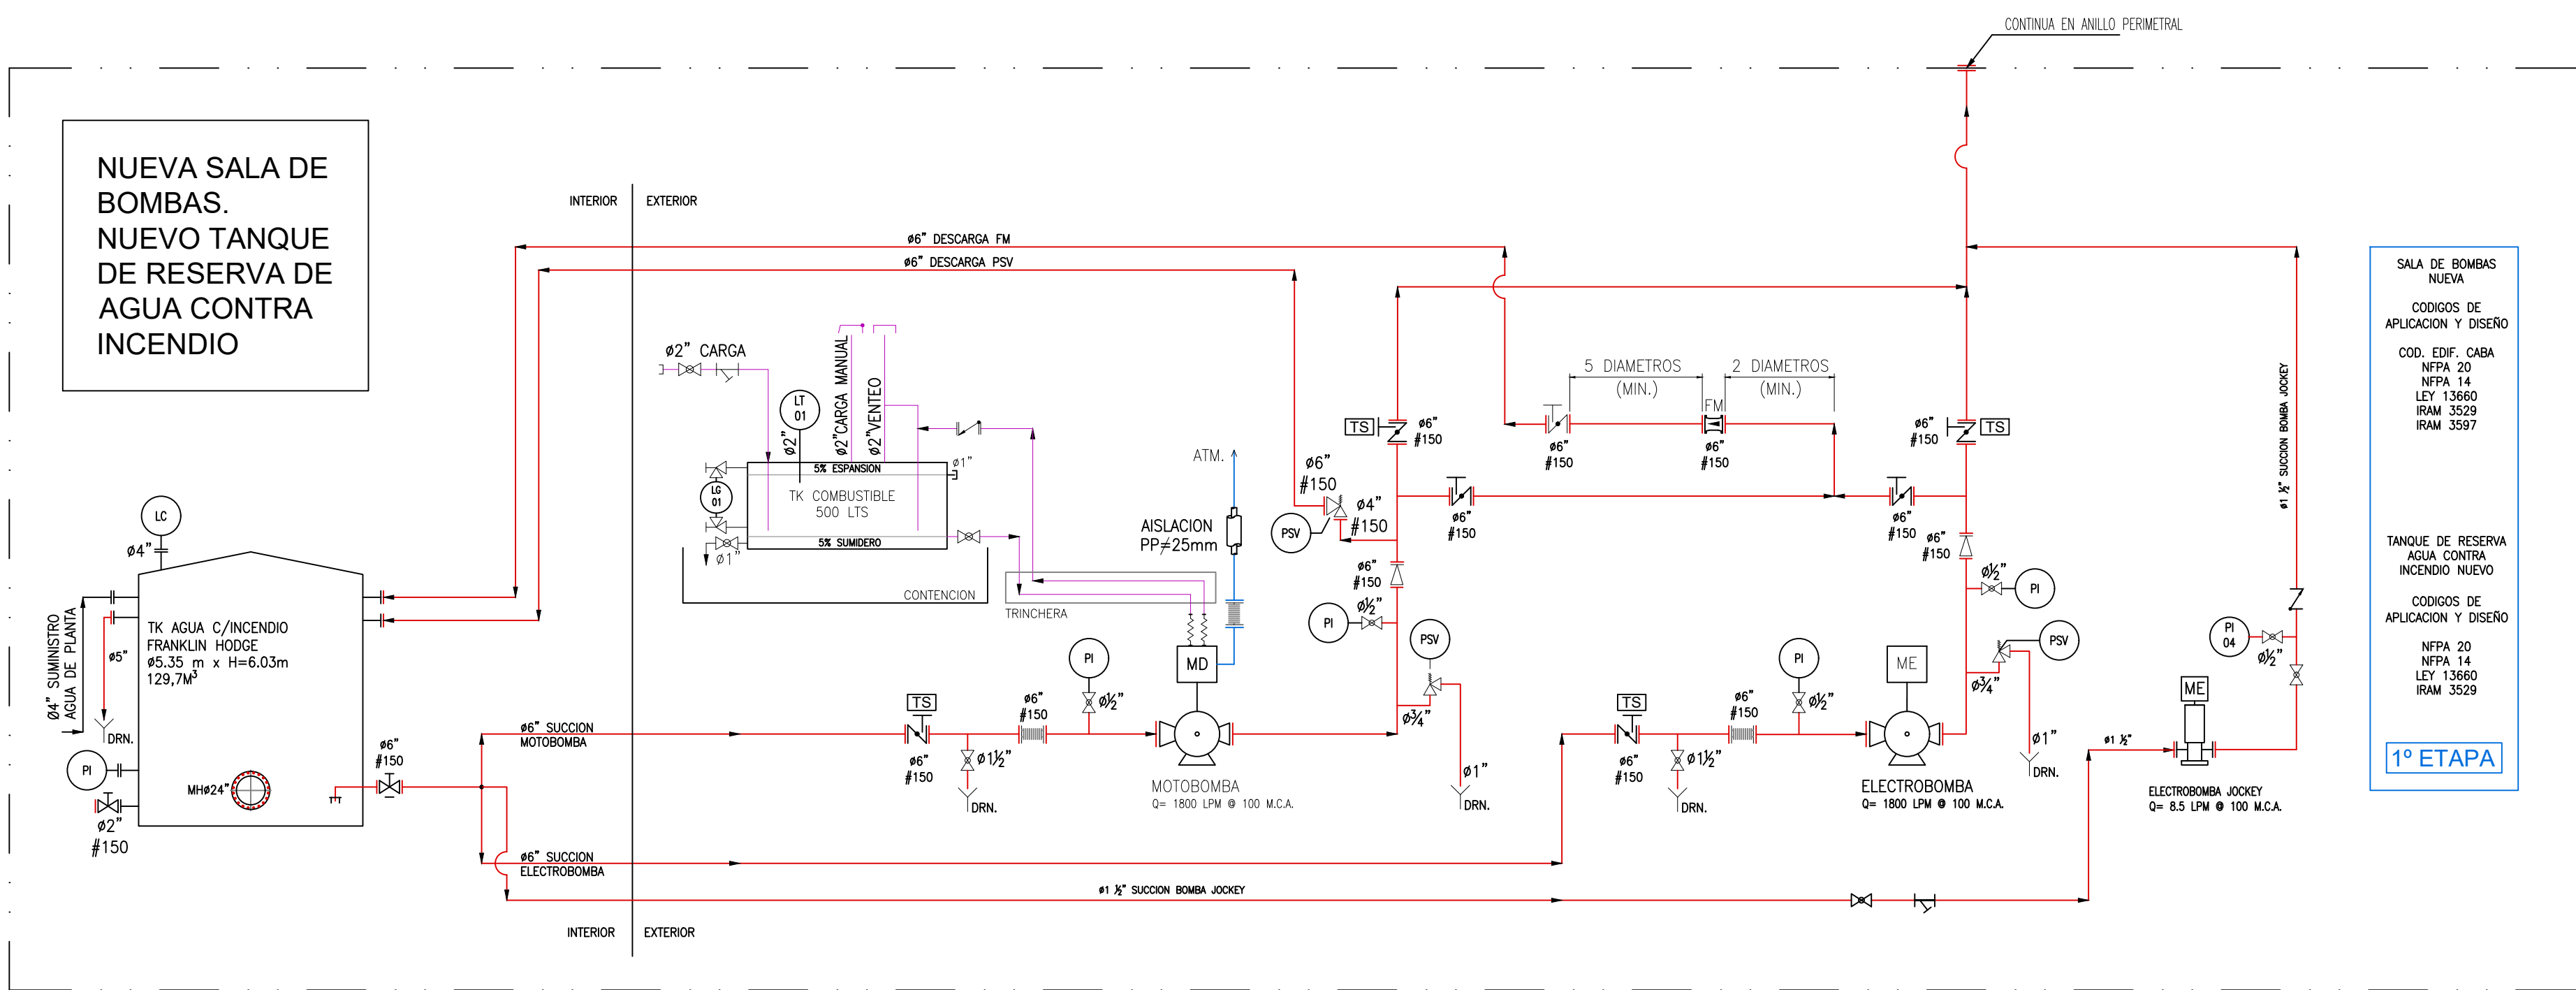 CONTINUA EN ANILLO PERIMETRAL
NUEVA SALA DE
BOMBAS.
NUEVO TANQUE
DE RESERVA DE
AGUA CONTRA
INCENDIO
INTERIOR
EXTERIOR
ø6" DESCARGA FM
ø6" DESCARGA PSV
ø2" CARGA
LT
01
ø2"
ø2"CARGA MANUAL
ø2"VENTEO
5% ESPANSION
ø1"
TK COMBUSTIBLE
500 LTS
5% SUMIDERO
LG
01
ø1"
CONTENCION
TRINCHERA
ATM.
AISLACION
PP≠25mm
MD
LC
ø4"
Ø4" SUMINISTRO
AGUA DE PLANTA
ø5"
DRN.
TK AGUA C/INCENDIO
FRANKLIN HODGE
ø5.35 m x H=6.03m
129,7M³
PI
ø2"
#150
MHø24"
ø6"
#150
ø6" SUCCION
MOTOBOMBA
ø6" SUCCION
ELECTROBOMBA
ø1 ½" SUCCION BOMBA JOCKEY
INTERIOR
EXTERIOR
TS
ø6"
#150
ø1½"
DRN.
ø6"
#150
PI
ø½"
MOTOBOMBA
Q= 1800 LPM @ 100 M.C.A.
ø6"
#150
PSV
ø4"
#150
TS
ø6"
#150
ø6"
#150
PI
ø½"
PSV
ø¾"
ø1"
DRN.
5 DIAMETROS
(MIN.)
2 DIAMETROS
(MIN.)
FM
ø6"
#150
ø6"
#150
ø6"
#150
ø6"
#150
ø6"
#150
TS
ø6"
#150
ø½"
PI
PSV
ø¾"
ø1"
DRN.
TS
ø6"
#150
ø1½"
DRN.
ø6"
#150
PI
ø½"
ME
ELECTROBOMBA
Q= 1800 LPM @ 100 M.C.A.
ø1 ½"
ME
ELECTROBOMBA JOCKEY
Q= 8.5 LPM @ 100 M.C.A.
PI
04
ø½"
ø1 ½" SUCCION BOMBA JOCKEY
SALA DE BOMBAS
NUEVA
CODIGOS DE
APLICACION Y DISEÑO
COD. EDIF. CABA
NFPA 20
NFPA 14
LEY 13660
IRAM 3529
IRAM 3597
TANQUE DE RESERVA
AGUA CONTRA
INCENDIO NUEVO
CODIGOS DE
APLICACION Y DISEÑO
NFPA 20
NFPA 14
LEY 13660
IRAM 3529
1º ETAPA